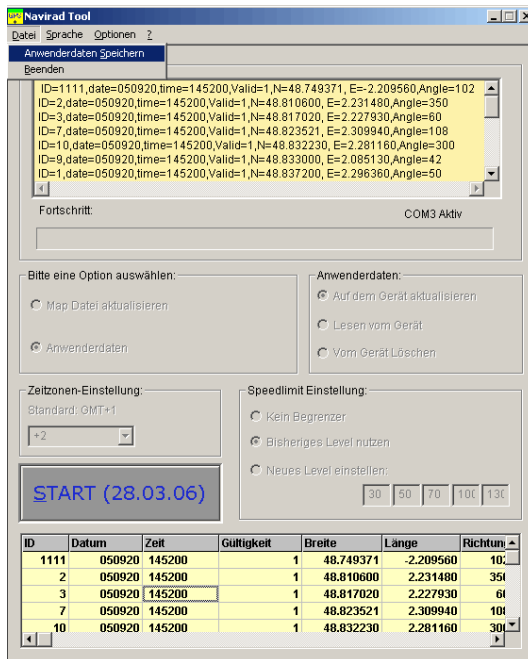 Navirad Tool
Datei Sprache Optionen ?
Anwenderdaten Speichern
Beenden
ID=1111,date=050920,time=145200,Valid=1,N=48.749371, E=-2.209560,Angle=102
ID=2,date=050920,time=145200,Valid=1,N=48.810600, E=2.231480,Angle=350
ID=3,date=050920,time=145200,Valid=1,N=48.817020, E=2.227930,Angle=60
ID=7,date=050920,time=145200,Valid=1,N=48.823521, E=2.309940,Angle=108
ID=10,date=050920,time=145200,Valid=1,N=48.832230, E=2.281160,Angle=300
ID=9,date=050920,time=145200,Valid=1,N=48.833000, E=2.085130,Angle=42
ID=1,date=050920,time=145200,Valid=1,N=48.837200, E=2.296360,Angle=50
Fortschritt: COM3 Aktiv
Bitte eine Option auswählen: Anwenderdaten:
Map Datei aktualisieren Auf dem Gerät aktualisieren
Lesen vom Gerät
Anwenderdaten Vom Gerät Löschen
Zeitzonen-Einstellung: Speedlimit Einstellung:
Standard: GMT+1 Kein Begrenzer
+2 Bisheriges Level nutzen
Neues Level einstellen:
START (28.03.06) 30 50 70
ID Datum Zeit Gültigkeit Breite Länge Richtun
1111 050920 145200 1 48.749371 -2.209560 10
2 050920 145200 1 48.810600 2.231480 35
3 050920 145200 1 48.817020 2.227930 6
7 050920 145200 1 48.823521 2.309940 10
10 050920 145200 1 48.832230 2.281160 30